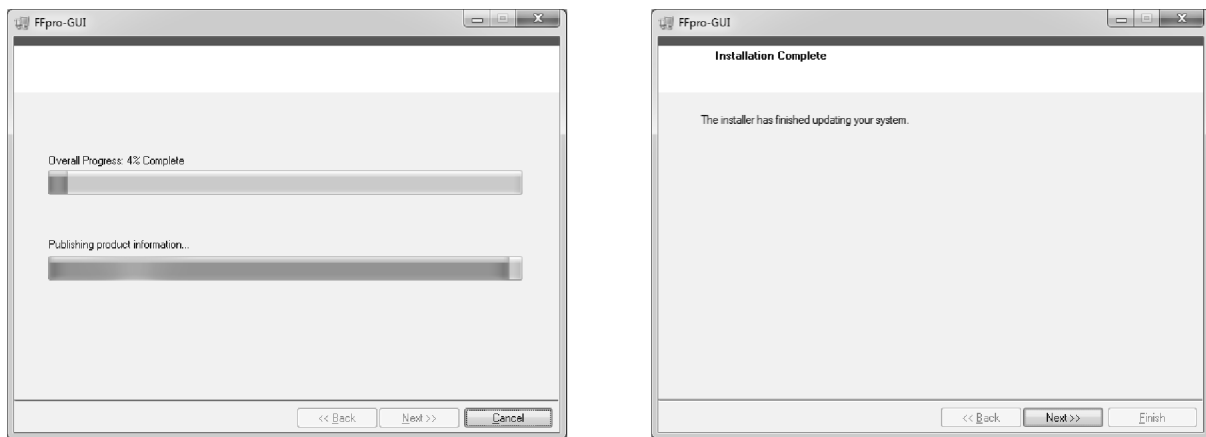 FFpro-GUI
Overall Progress: 4% Complete
Publishing product information...
<< Back
Next >>
Cancel
FFpro-GUI
Installation Complete
The installer has finished updating your system.
<< Back
Next >>
Finish